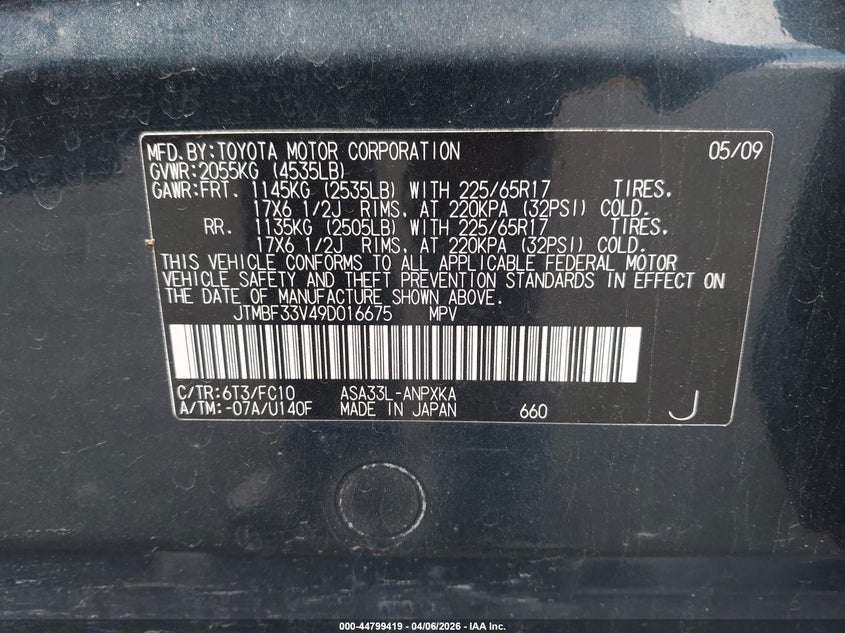 MFD.BY:TOYOTA MOTOR CORPORATION 05/09
GVWR:2055KG (4535LB)
GAWR:FRT. 1145KG (2535LB) WITH 225/65R17 TIRES.
17X6 1/2J RIMS, AT 220KPA (32PSI) COLD.
RR. 1135KG (2505LB) WITH 225/65R17 TIRES.
17X6 1/2J RIMS, AT 220KPA (32PSI) COLD.
THIS VEHICLE CONFORMS TO ALL APPLICABLE FEDERAL MOTOR
VEHICLE SAFETY AND THEFT PREVENTION STANDARDS IN EFFECT ON
THE DATE OF MANUFACTURE SHOWN ABOVE.
JTMBF33V49D016675 MPV
C/TR:6T3/FC10 ASA33L-ANPXKA
A/TM:-07A/U140F MADE IN JAPAN 660 J
000-44799419 - 04/06/2026 - IAA Inc.